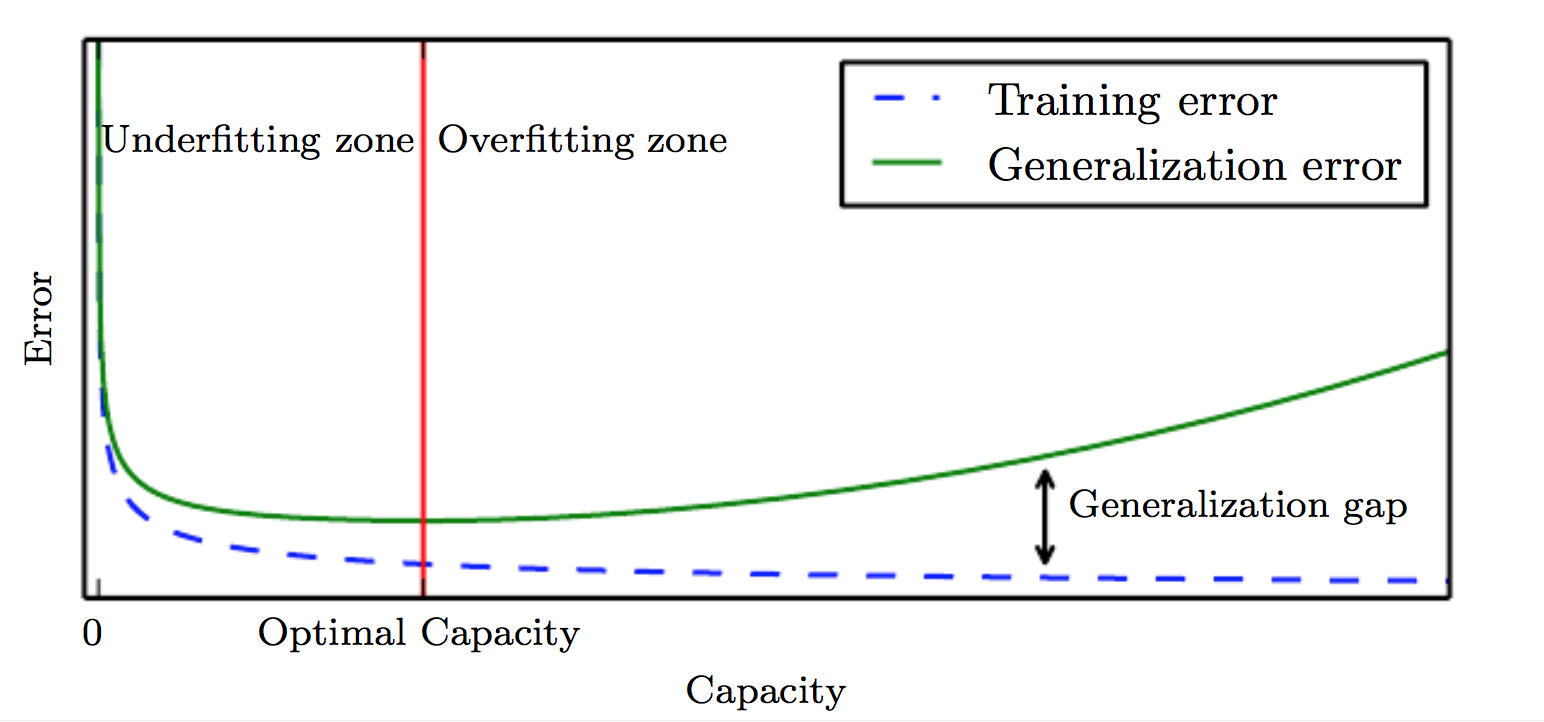 Training error
Generalization error
Underfitting zone
Overfitting zone
Error
Generalization gap
0
Optimal Capacity
Capacity